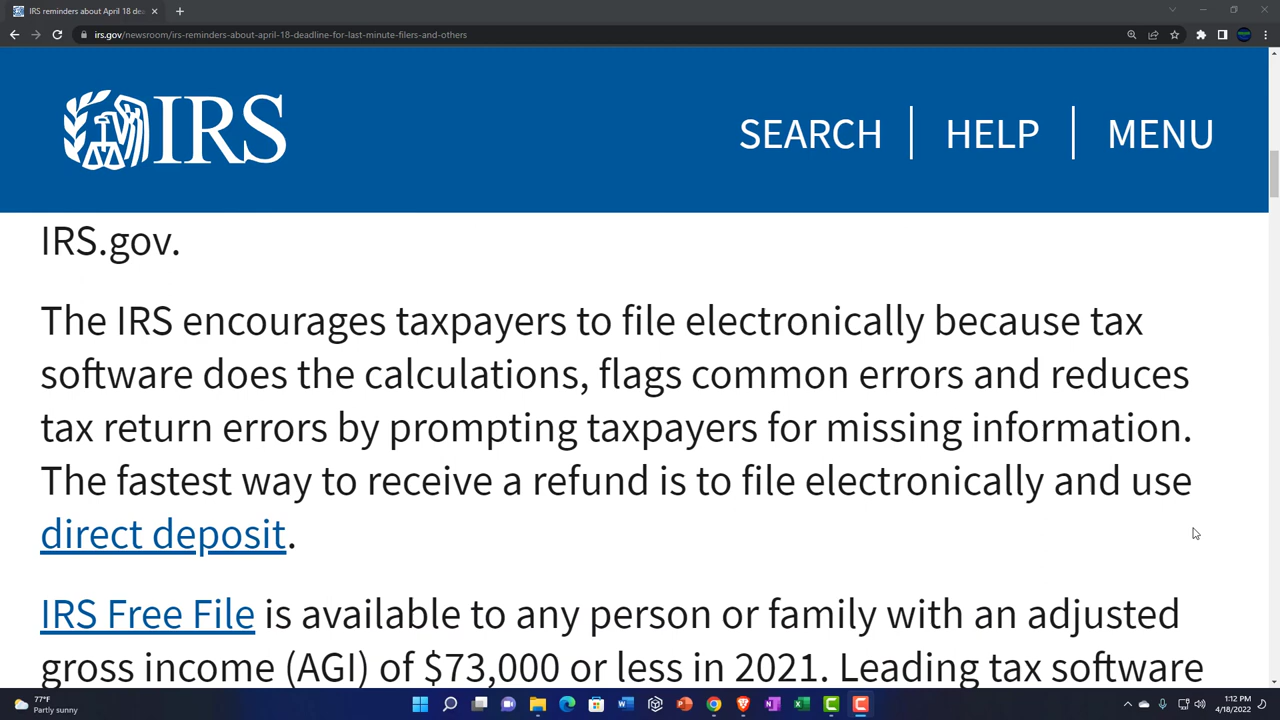 IRS reminders about April 18 dea
irs.gov/newsroom/irs-reminders-about-april-18-deadline-for-last-minute-filers-and-others
IRS
SEARCH
HELP
MENU
IRS.gov.
The IRS encourages taxpayers to file electronically because tax
software does the calculations, flags common errors and reduces
tax return errors by prompting taxpayers for missing information.
The fastest way to receive a refund is to file electronically and use
direct deposit.
IRS Free File is available to any person or family with an adjusted
gross income (AGI) of $73,000 or less in 2021. Leading tax software
77°F
Partly sunny
1:12 PM
4/18/2022